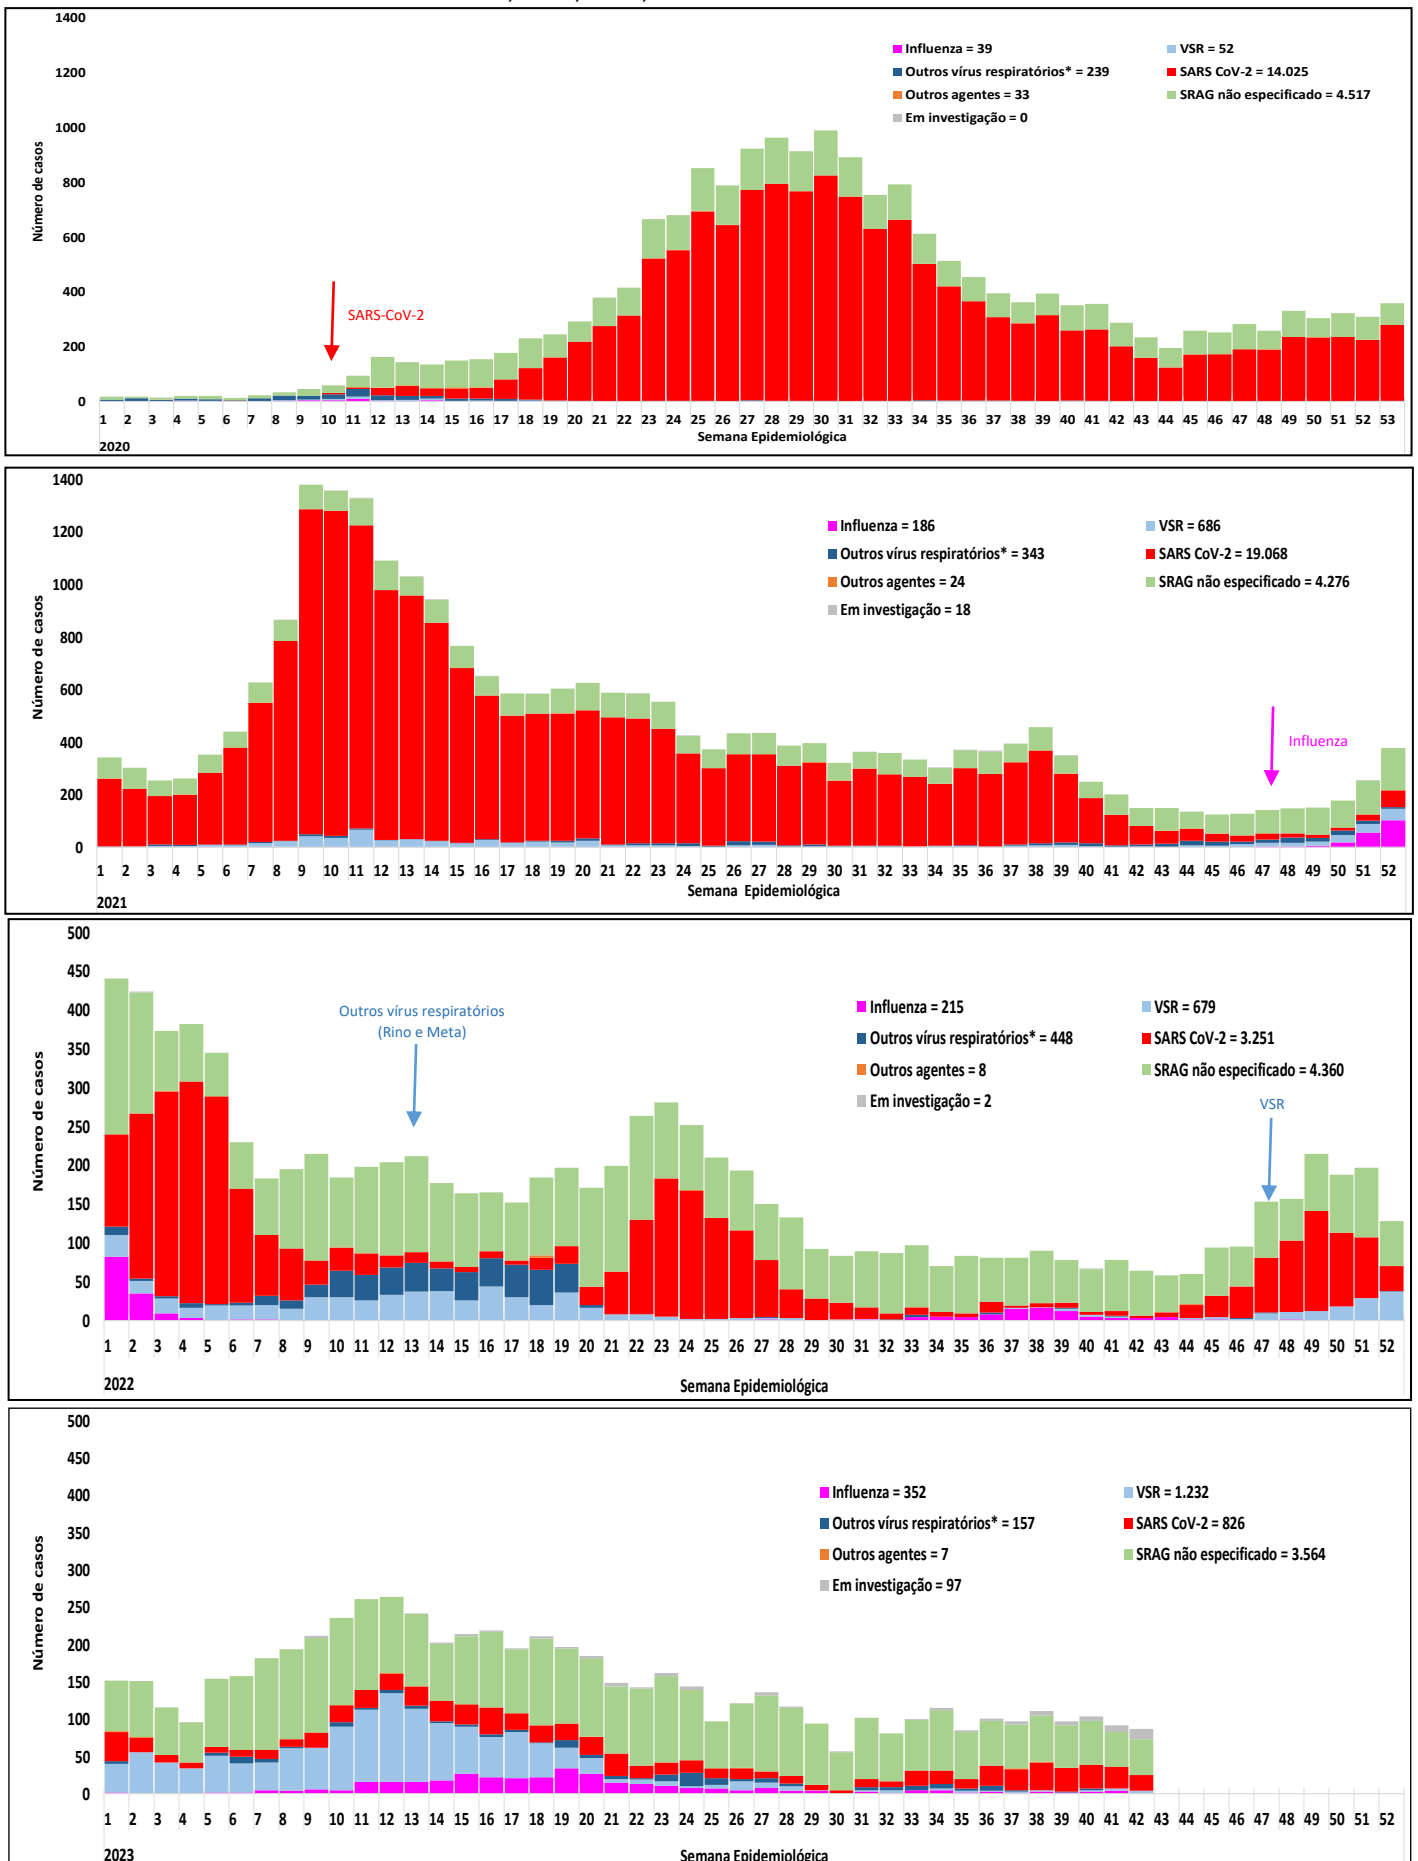 1400
1200
1000
800
600
400
200
0
Número de casos
Influenza = 39
VSR = 52
Outros vírus respiratórios* = 239
SARS CoV-2 = 14.025
Outros agentes = 33
SRAG não especificado = 4.517
Em investigação = 0
SARS-CoV-2
1 2 3 4 5 6 7 8 9 10 11 12 13 14 15 16 17 18 19 20 21 22 23 24 25 26 27 28 29 30 31 32 33 34 35 36 37 38 39 40 41 42 43 44 45 46 47 48 49 50 51 52 53
Semana Epidemiológica
2020
1400
1200
1000
800
600
400
200
0
Número de casos
Influenza = 186
VSR = 686
Outros vírus respiratórios* = 343
SARS CoV-2 = 19.068
Outros agentes = 24
SRAG não especificado = 4.276
Em investigação = 18
Influenza
1 2 3 4 5 6 7 8 9 10 11 12 13 14 15 16 17 18 19 20 21 22 23 24 25 26 27 28 29 30 31 32 33 34 35 36 37 38 39 40 41 42 43 44 45 46 47 48 49 50 51 52
Semana Epidemiológica
2021
500
450
400
350
300
250
200
150
100
50
0
Número de casos
Outros vírus respiratórios
(Rino e Meta)
Influenza = 215
VSR = 679
Outros vírus respiratórios* = 448
SARS CoV-2 = 3.251
Outros agentes = 8
SRAG não especificado = 4.360
Em investigação = 2
VSR
1 2 3 4 5 6 7 8 9 10 11 12 13 14 15 16 17 18 19 20 21 22 23 24 25 26 27 28 29 30 31 32 33 34 35 36 37 38 39 40 41 42 43 44 45 46 47 48 49 50 51 52
2022
Semana Epidemiológica
500
450
400
350
300
250
200
150
100
50
0
Número de casos
Influenza = 352
VSR = 1.232
Outros vírus respiratórios* = 157
SARS CoV-2 = 826
Outros agentes = 7
SRAG não especificado = 3.564
Em investigação = 97
1 2 3 4 5 6 7 8 9 10 11 12 13 14 15 16 17 18 19 20 21 22 23 24 25 26 27 28 29 30 31 32 33 34 35 36 37 38 39 40 41 42 43 44 45 46 47 48 49 50 51 52
2023
Semana Epidemiológica